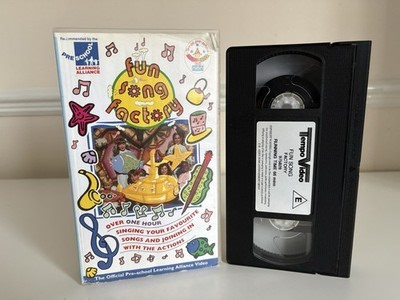 Recommended by the
PRE-SCHOOL
LEARNING
ALLIANCE
fun
song
factory
OVER ONE HOUR
SINGING YOUR FAVOURITE
SONGS AND JOINING IN
WITH THE ACTIONS
The Official Pre-school Learning Alliance Video
Tempo Video
FUN SONG
FACTORY
E